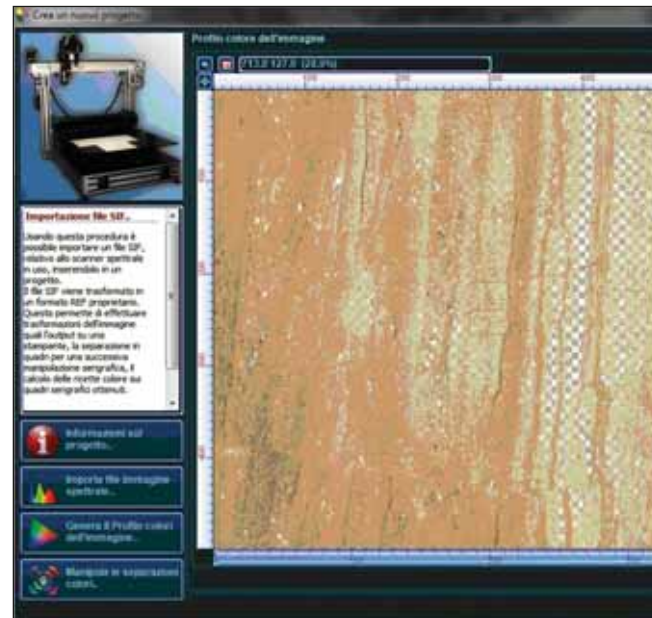 Crea un nuovo progetto
Profilo colore dell'immagine
Importazione file SIF..
Usando questa procedura è
possibile importare un file SIF,
relativo allo scanner spettrale
in uso, inserendolo in un
progetto.
Il file SIF viene trasformato in
un formato REF proprietario.
Questo permette di effettuare
trasformazioni dell'immagine
quali l'output su una
stampante, la separazione in
quadri per una successiva
manipolazione serigrafica, il
calcolo delle ricette colore sui
quadri serigrafici ottenuti.
Informazioni sul
progetto..
Importa file immagine
spettrale..
Genera il Profilo colori
dell'immagine..
Manipola le separazioni
colori..